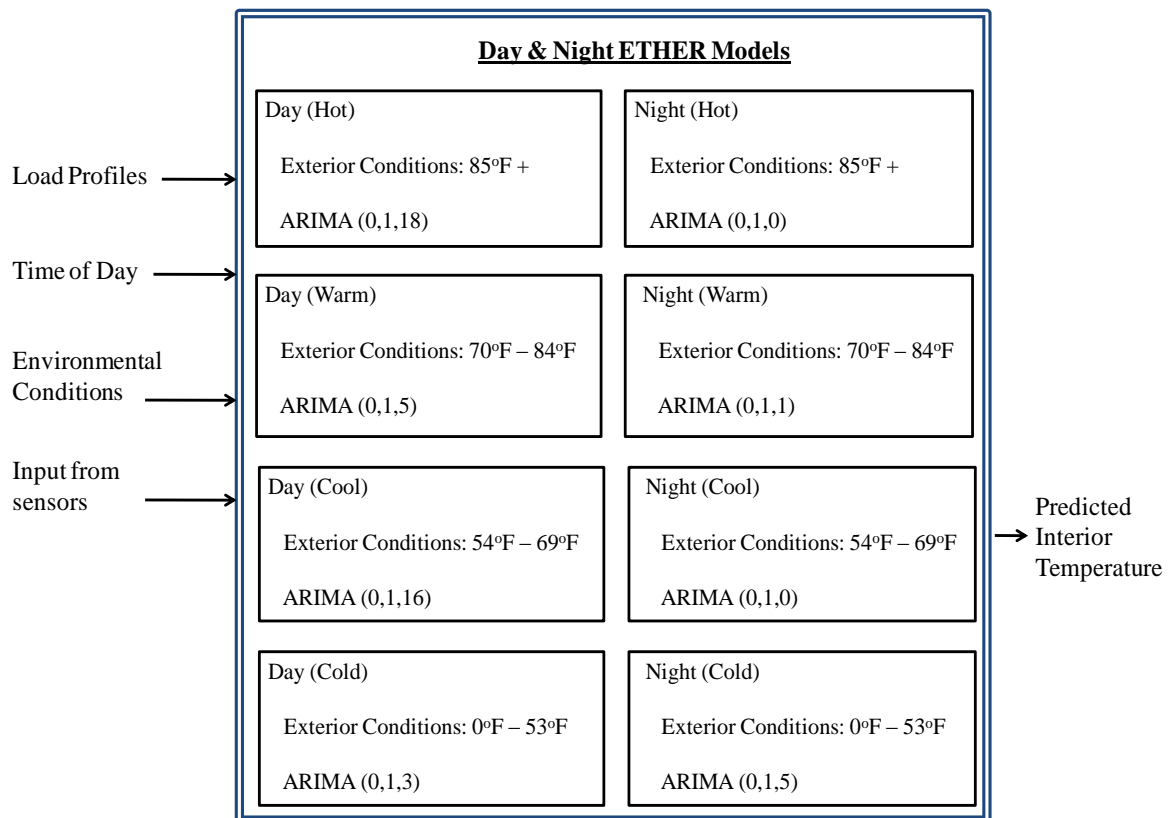 Day & Night ETHER Models
Load Profiles
Time of Day
Environmental
Conditions
Input from
sensors
Day (Hot)
Exterior Conditions: 85°F +
ARIMA (0,1,18)
Night (Hot)
Exterior Conditions: 85°F +
ARIMA (0,1,0)
Day (Warm)
Exterior Conditions: 70°F – 84°F
ARIMA (0,1,5)
Night (Warm)
Exterior Conditions: 70°F – 84°F
ARIMA (0,1,1)
Day (Cool)
Exterior Conditions: 54°F – 69°F
ARIMA (0,1,16)
Night (Cool)
Exterior Conditions: 54°F – 69°F
ARIMA (0,1,0)
Day (Cold)
Exterior Conditions: 0°F – 53°F
ARIMA (0,1,3)
Night (Cold)
Exterior Conditions: 0°F – 53°F
ARIMA (0,1,5)
Predicted
Interior
Temperature